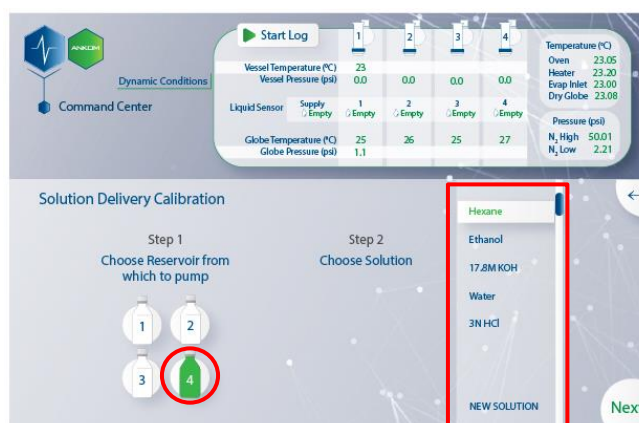 ANKOM
Dynamic Conditions
Command Center
Start Log
1 2 3 4
Vessel Temperature (ºC) 23
Vessel Pressure (psi) 0.0 0.0 0.0 0.0
Liquid Sensor Supply 1 2 3 4
Empty Empty Empty Empty Empty
Globe Temperature (ºC) 25 26 25 27
Globe Pressure (psi) 1.1
Temperature (ºC)
Oven 23.05
Heater 23.20
Evap Inlet 23.00
Dry Globe 23.08
Pressure (psi)
N2 High 50.01
N2 Low 2.21
Solution Delivery Calibration
Step 1
Choose Reservoir from
which to pump
1 2
3 4
Step 2
Choose Solution
Hexane
Ethanol
17.8M KOH
Water
3N HCl
NEW SOLUTION
Next